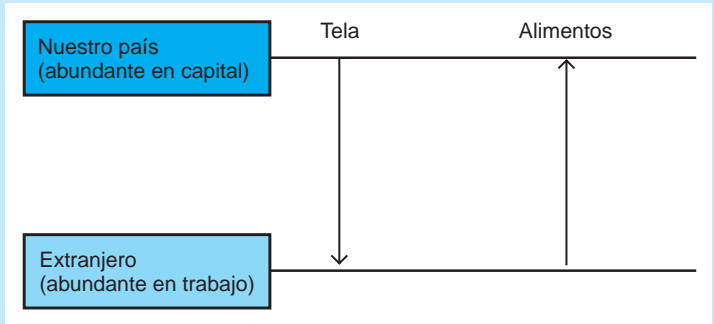 Nuestro país
(abundante en capital)
Tela
Alimentos
Extranjero
(abundante en trabajo)